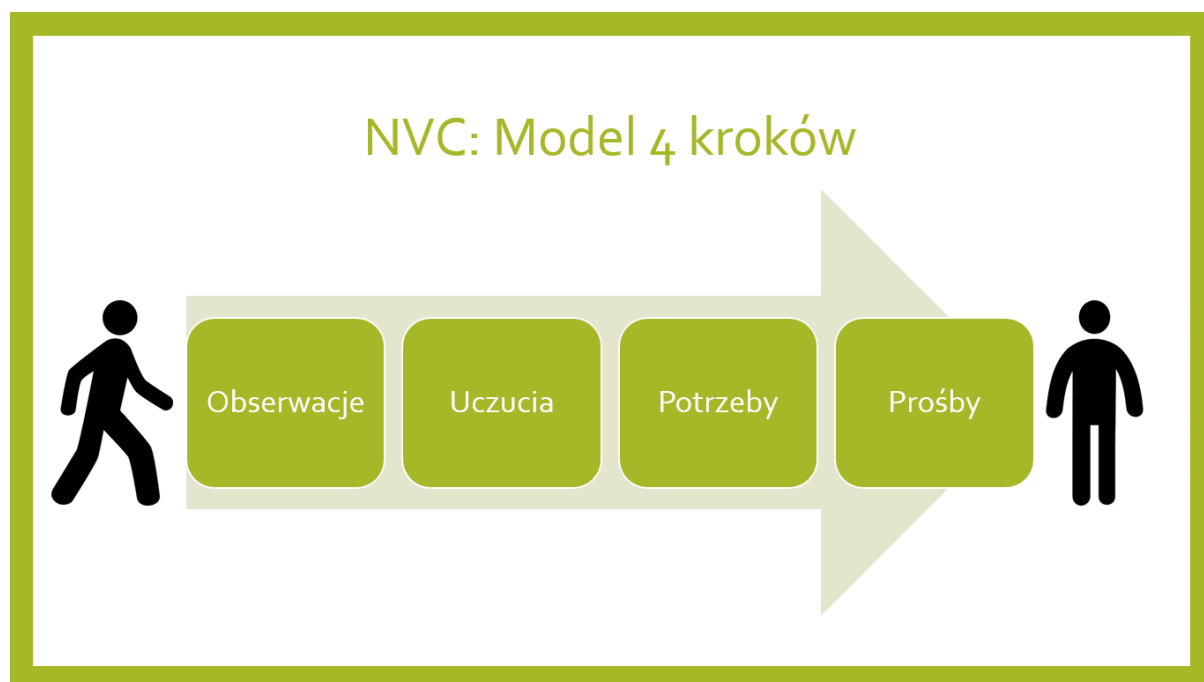 NVC: Model 4 kroków
Obserwacje
Uczucia
Potrzeby
Prośby